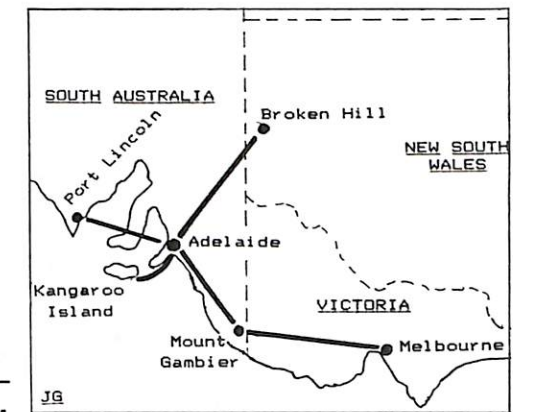 SOUTH AUSTRALIA
Broken Hill
NEW SOUTH
WALES
Port Lincoln
Adelaide
Kangaroo
Island
VICTORIA
Mount
Gambier
Melbourne
JG